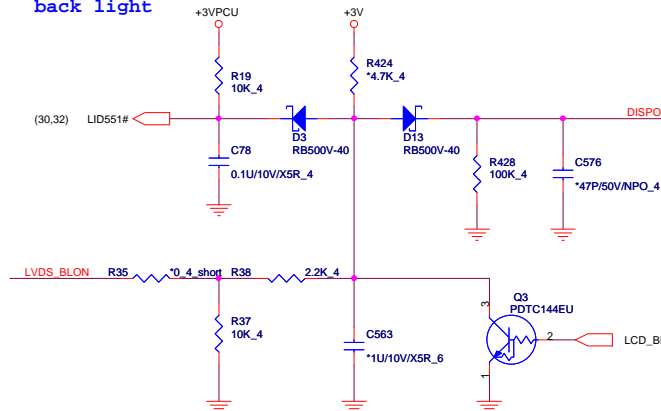 back light
+3VPCU
+3V
R19
10K_4
R424
*4.7K_4
(30,32)
LID551#
DISPO
D3
RB500V-40
D13
RB500V-40
C78
0.1U/10V/X5R_4
R428
100K_4
C576
*47P/50V/NPO_4
LVDS_BLON
R35
*0_4_short
R38
2.2K_4
R37
10K_4
C563
*1U/10V/X5R_6
Q3
PDTC144EU
3
2
1
LCD_B